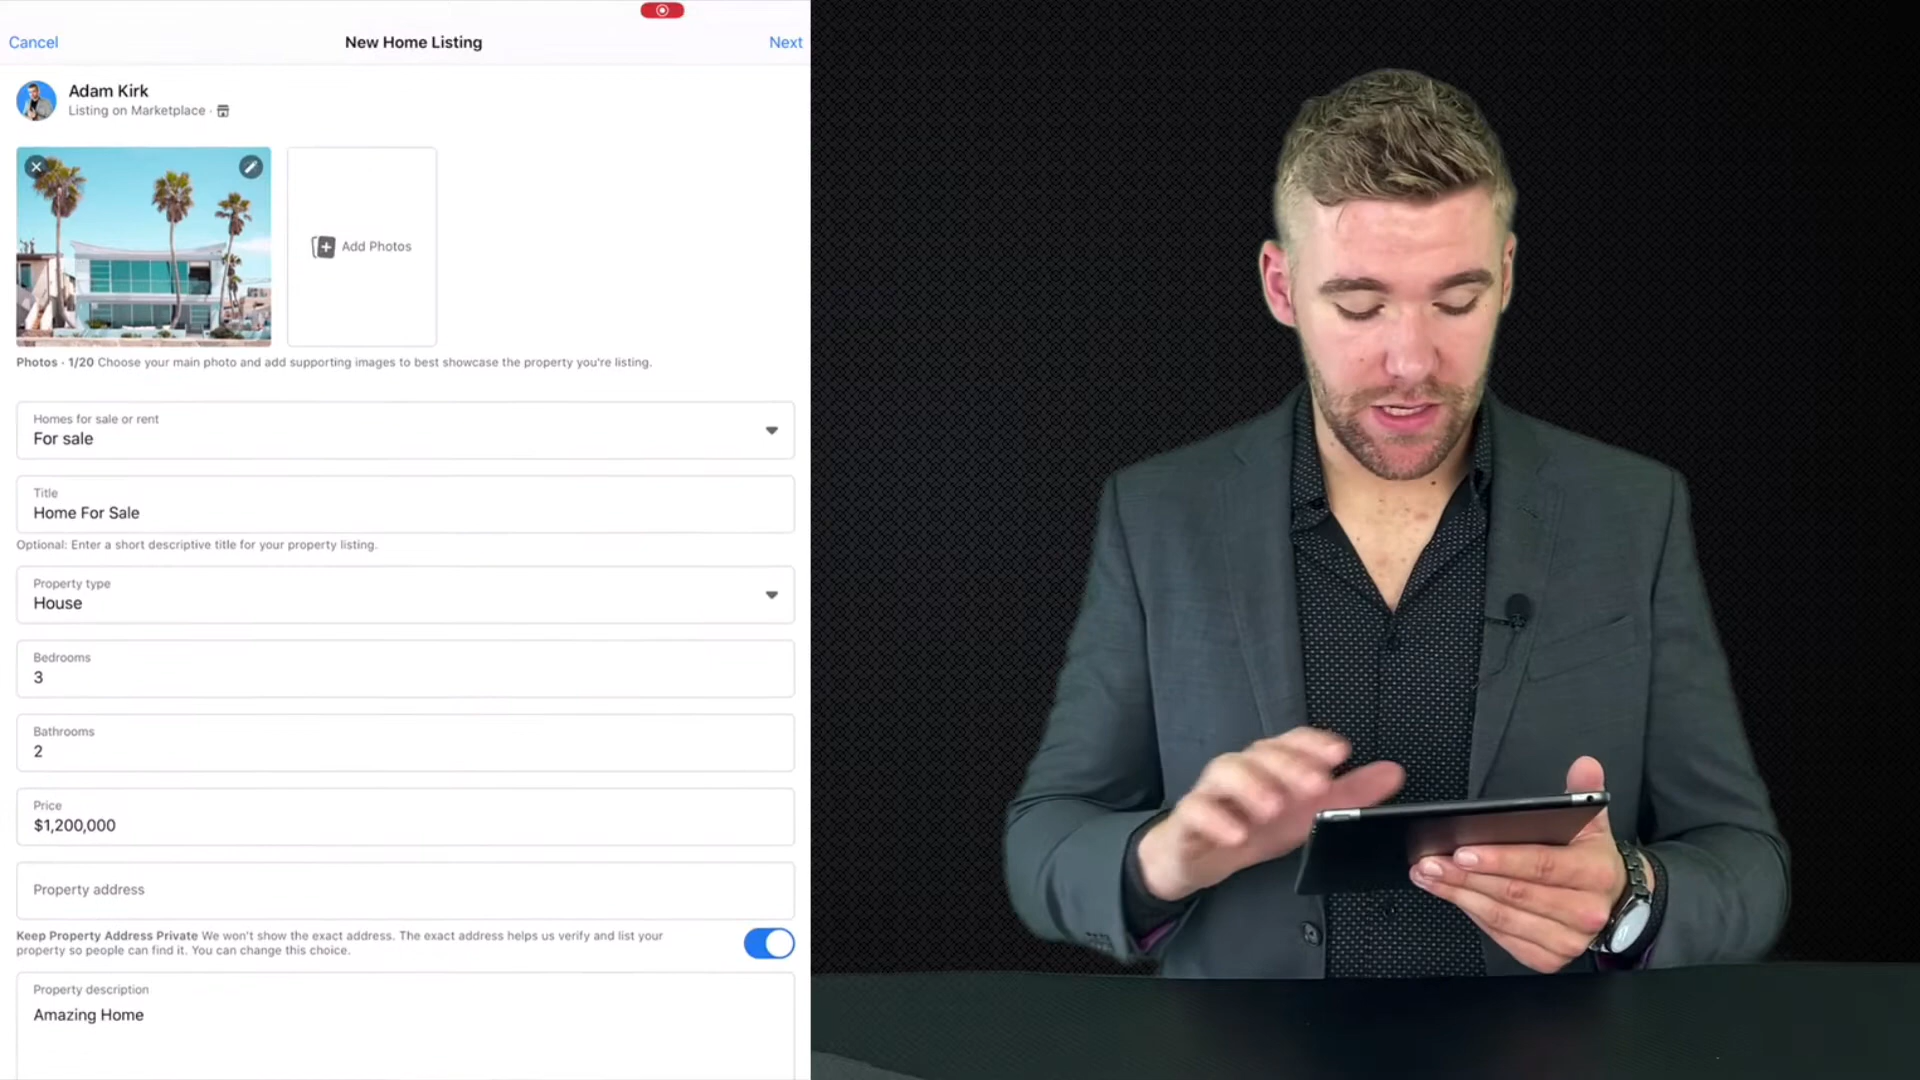 Cancel
New Home Listing
Next
Adam Kirk
Listing on Marketplace ·
Add Photos
Photos · 1/20 Choose your main photo and add supporting images to best showcase the property you're listing.
Homes for sale or rent
For sale
Title
Home For Sale
Optional: Enter a short descriptive title for your property listing.
Property type
House
Bedrooms
3
Bathrooms
2
Price
$1,200,000
Property address
Keep Property Address Private We won't show the exact address. The exact address helps us verify and list your
property so people can find it. You can change this choice.
Property description
Amazing Home